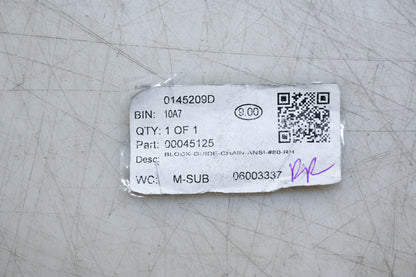 0145209D
BIN: 10A7 9.00
QTY: 1 OF 1
Part: 00045125
Desc: BLOCK-GUIDE-CHAIN-ANSI-#60-RH
WC: M-SUB 06003337 RR